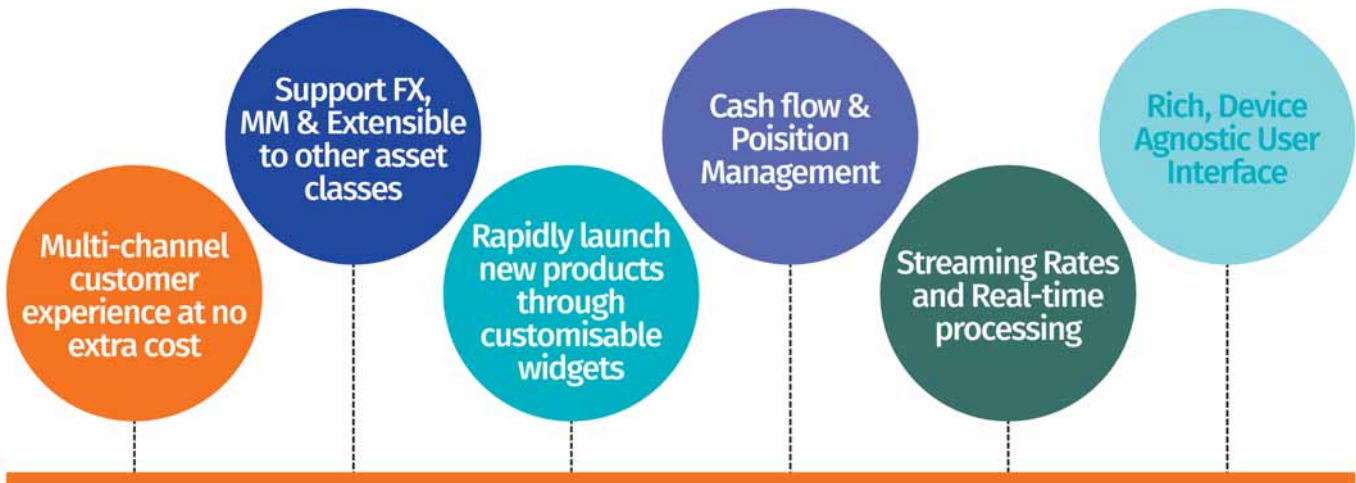 Multi-channel
customer
experience at no
extra cost
Support FX,
MM & Extensible
to other asset
classes
Rapidly launch
new products
through
customisable
widgets
Cash flow &
Poisition
Management
Streaming Rates
and Real-time
processing
Rich, Device
Agnostic User
Interface